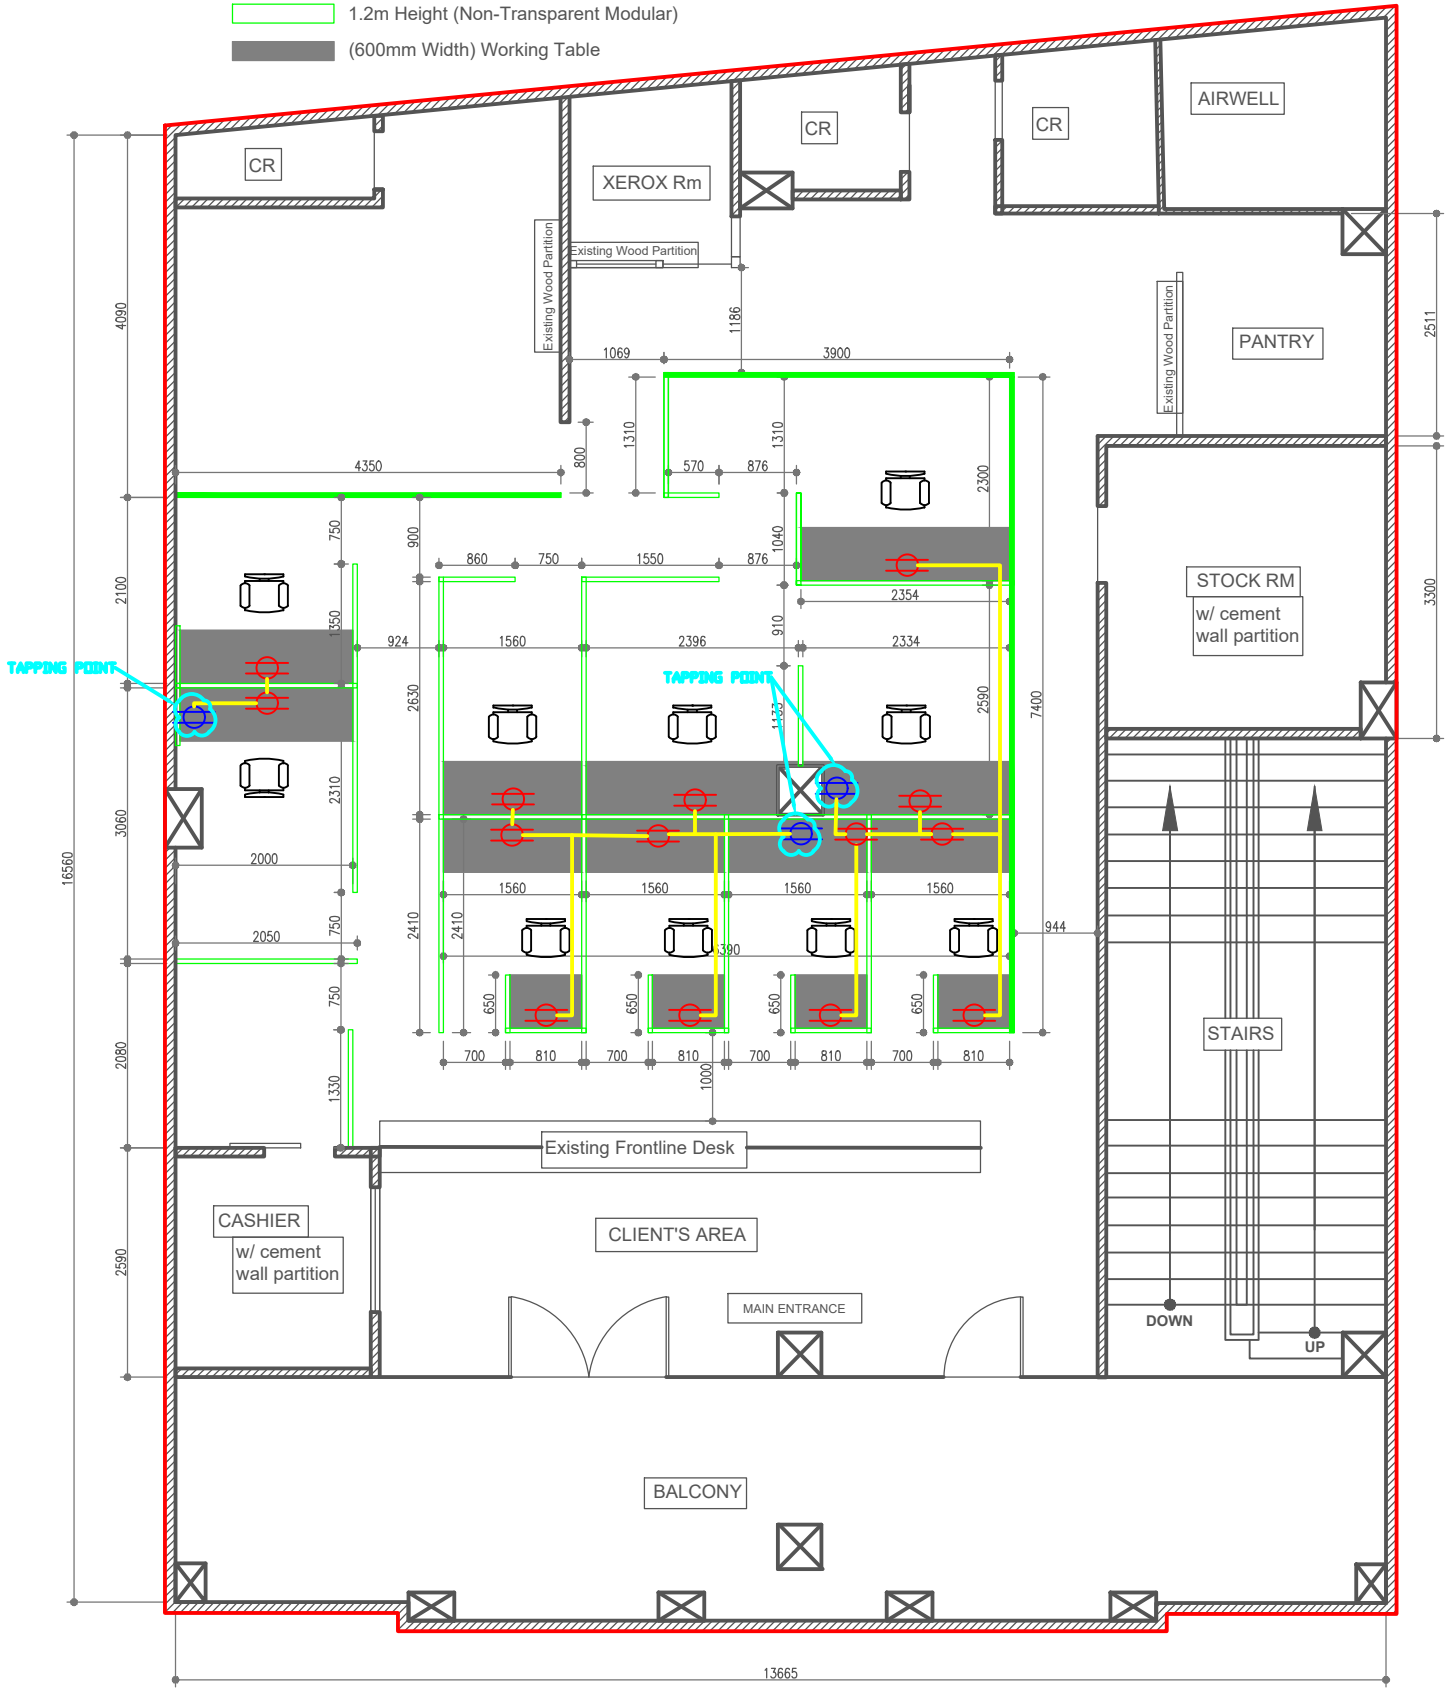 1.2m Height (Non-Transparent Modular)
(600mm Width) Working Table
AIRWELL
CR
CR
CR
XEROX Rm
Existing Wood Partition
Existing Wood Partition
Existing Wood Partition
PANTRY
4090
1186
2511
1069
3900
1310
1310
800
4350
570
876
2300
750
900
1040
860
750
1550
876
2100
1350
2354
STOCK RM
w/ cement
wall partition
3300
910
924
1560
2396
2334
TAPPING POINT
TAPPING POINT
2630
2590
7400
2310
3060
16560
2000
1560
1560
1560
1560
2410
2410
750
2050
944
750
650
650
650
650
STAIRS
2080
700
810
700
810
700
810
700
810
1000
1330
Existing Frontline Desk
CASHIER
w/ cement
wall partition
2590
CLIENT'S AREA
MAIN ENTRANCE
DOWN
UP
BALCONY
13665